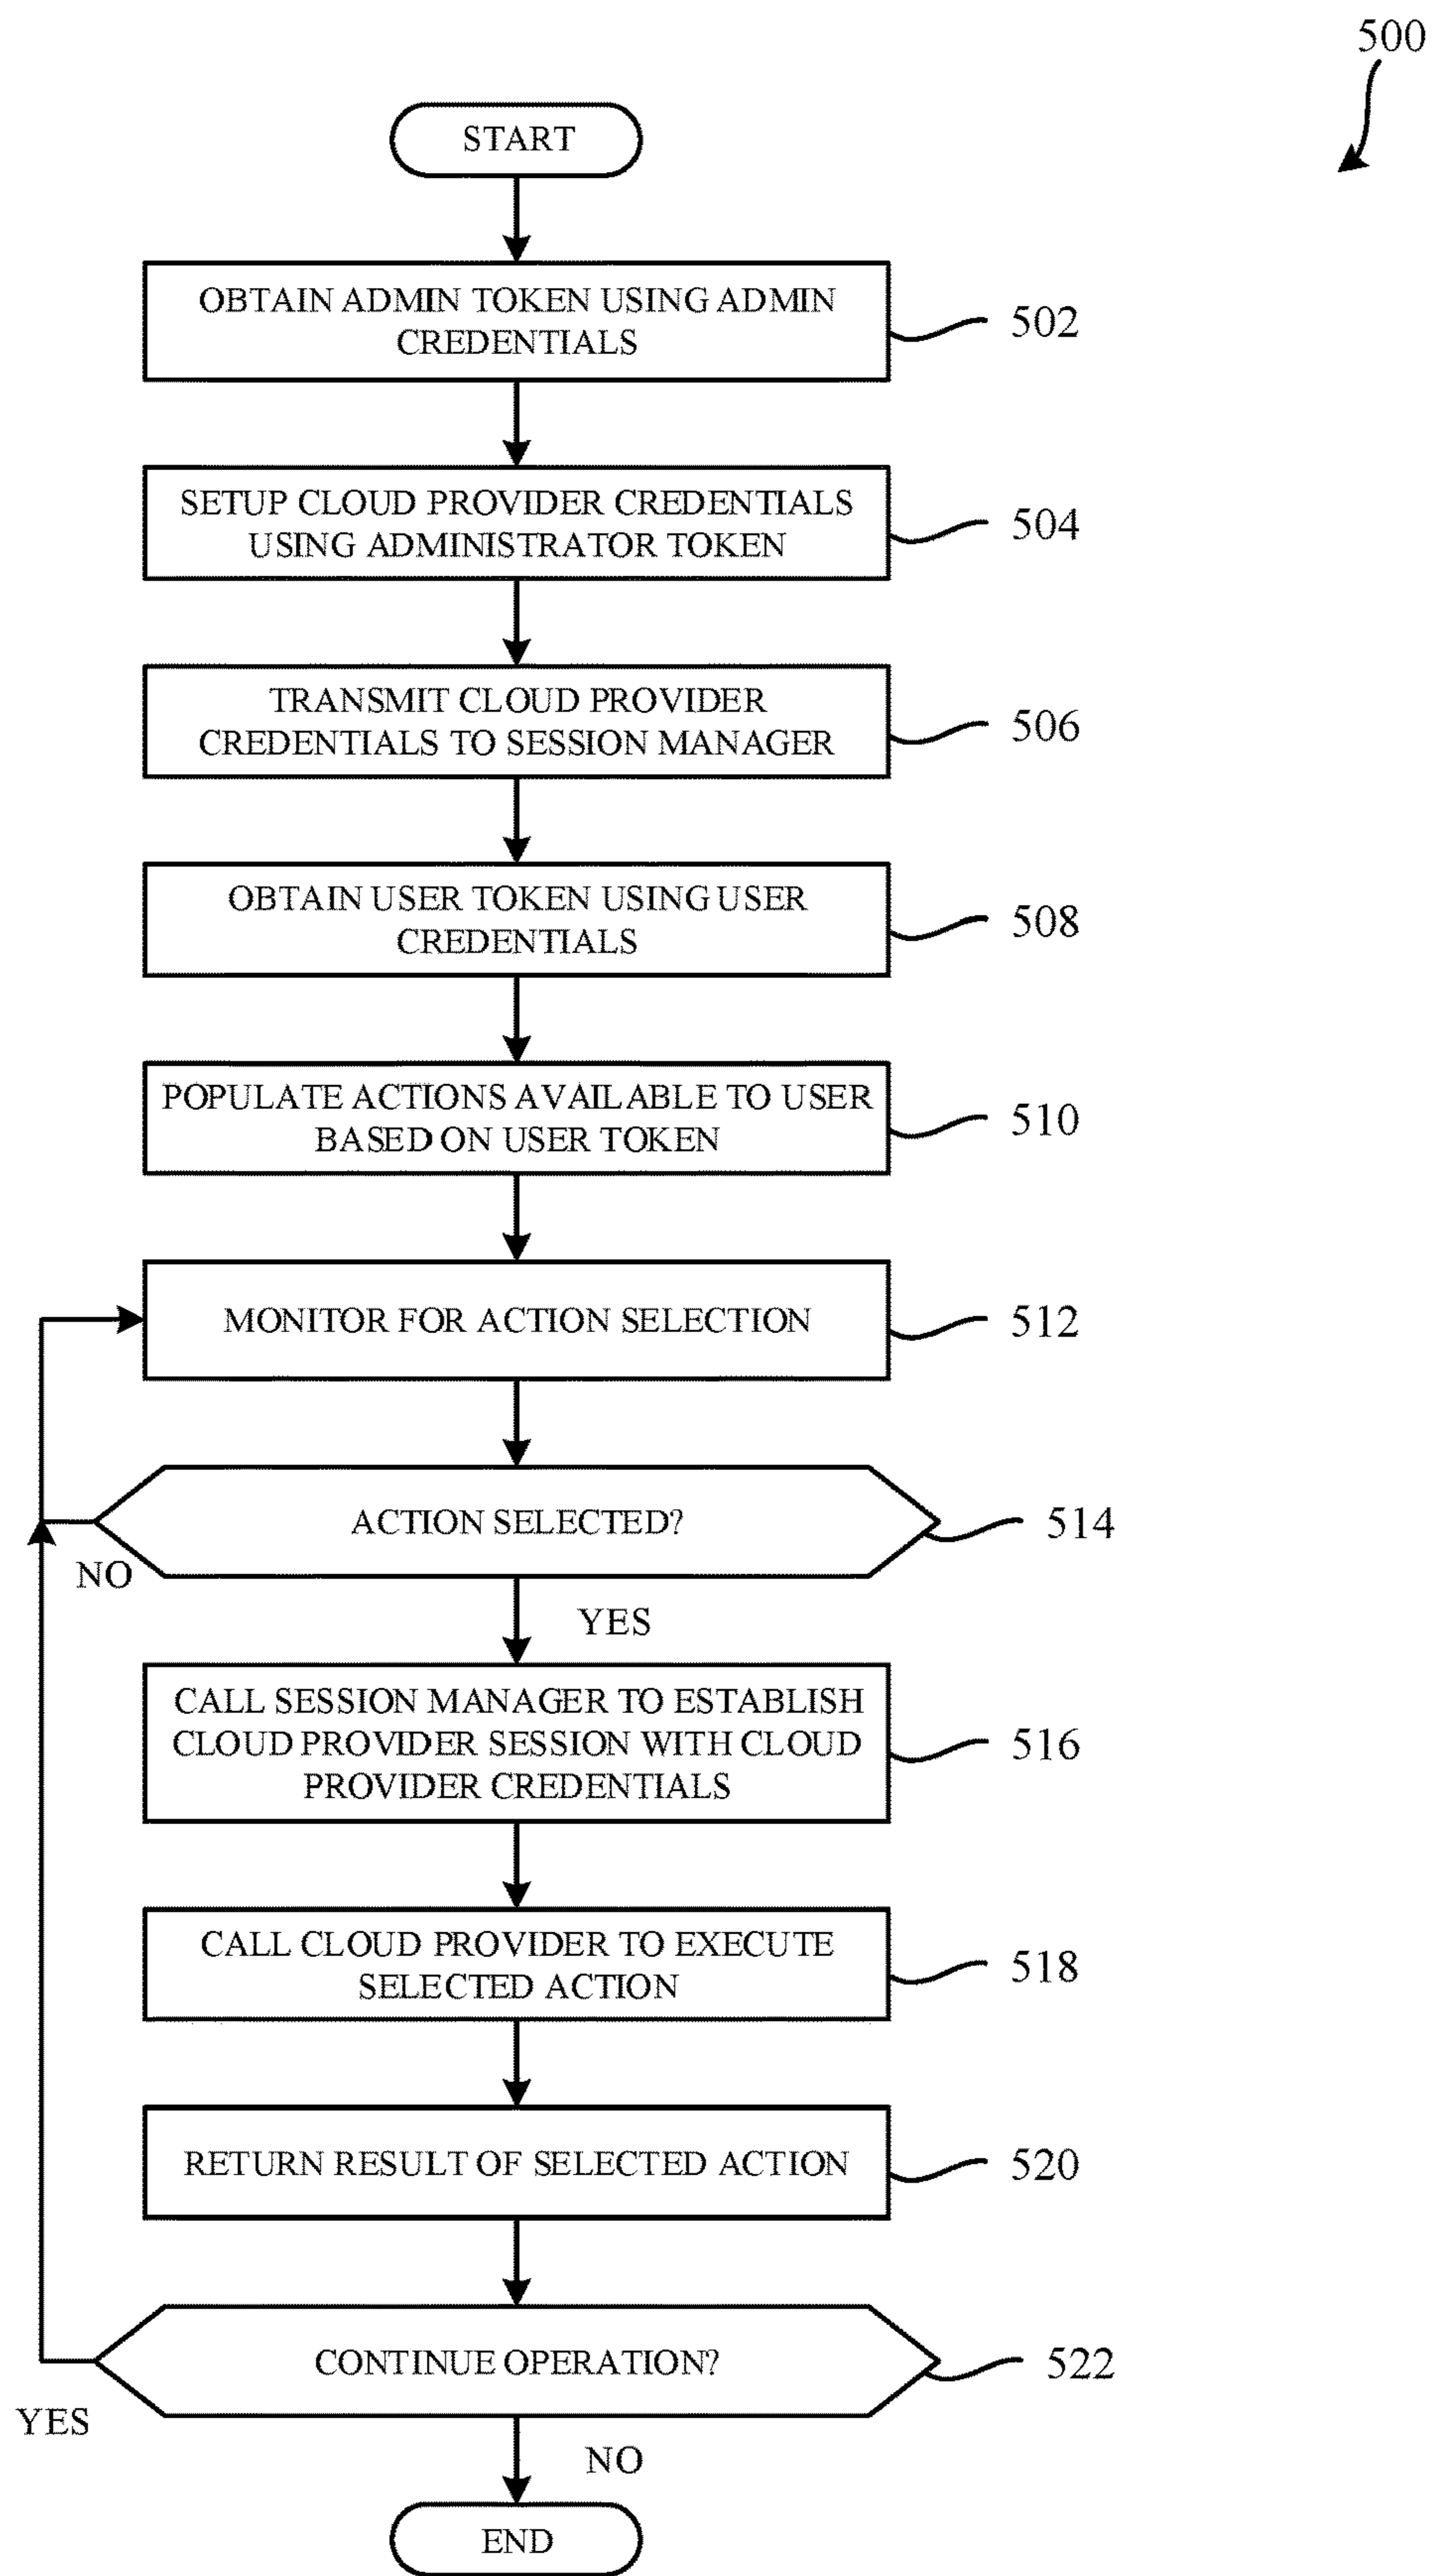 500
START
OBTAIN ADMIN TOKEN USING ADMIN
CREDENTIALS
502
SETUP CLOUD PROVIDER CREDENTIALS
USING ADMINISTRATOR TOKEN
504
TRANSMIT CLOUD PROVIDER
CREDENTIALS TO SESSION MANAGER
506
OBTAIN USER TOKEN USING USER
CREDENTIALS
508
POPULATE ACTIONS AVAILABLE TO USER
BASED ON USER TOKEN
510
MONITOR FOR ACTION SELECTION
512
ACTION SELECTED?
514
NO
YES
CALL SESSION MANAGER TO ESTABLISH
CLOUD PROVIDER SESSION WITH CLOUD
PROVIDER CREDENTIALS
516
CALL CLOUD PROVIDER TO EXECUTE
SELECTED ACTION
518
RETURN RESULT OF SELECTED ACTION
520
CONTINUE OPERATION?
522
YES
NO
END